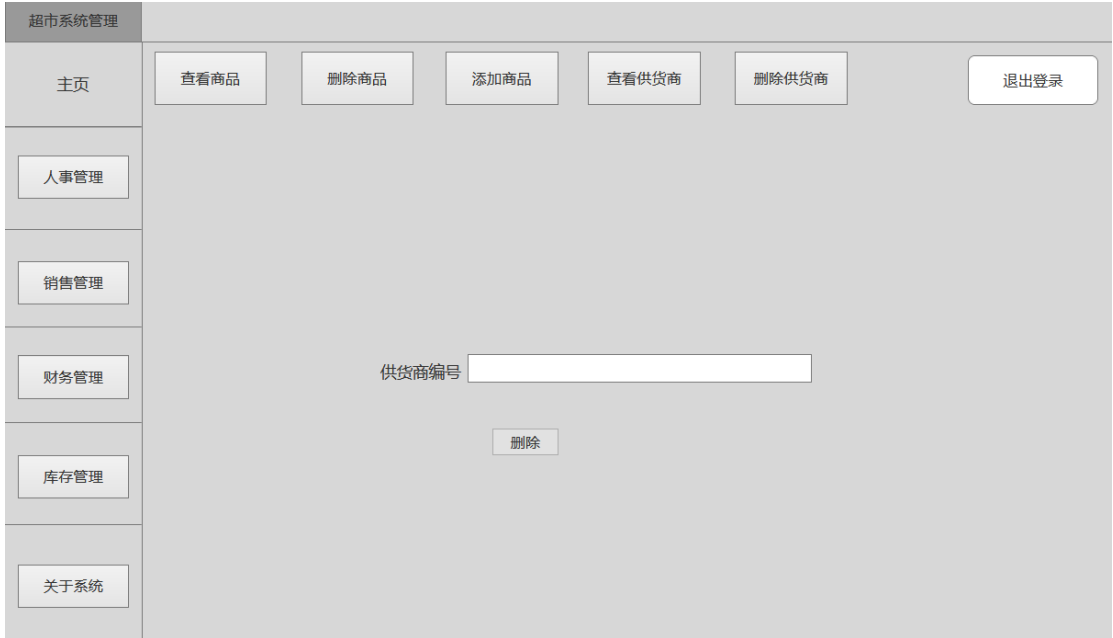 超市系统管理
主页
查看商品
删除商品
添加商品
查看供货商
删除供货商
退出登录
人事管理
销售管理
财务管理
库存管理
关于系统
供货商编号
删除